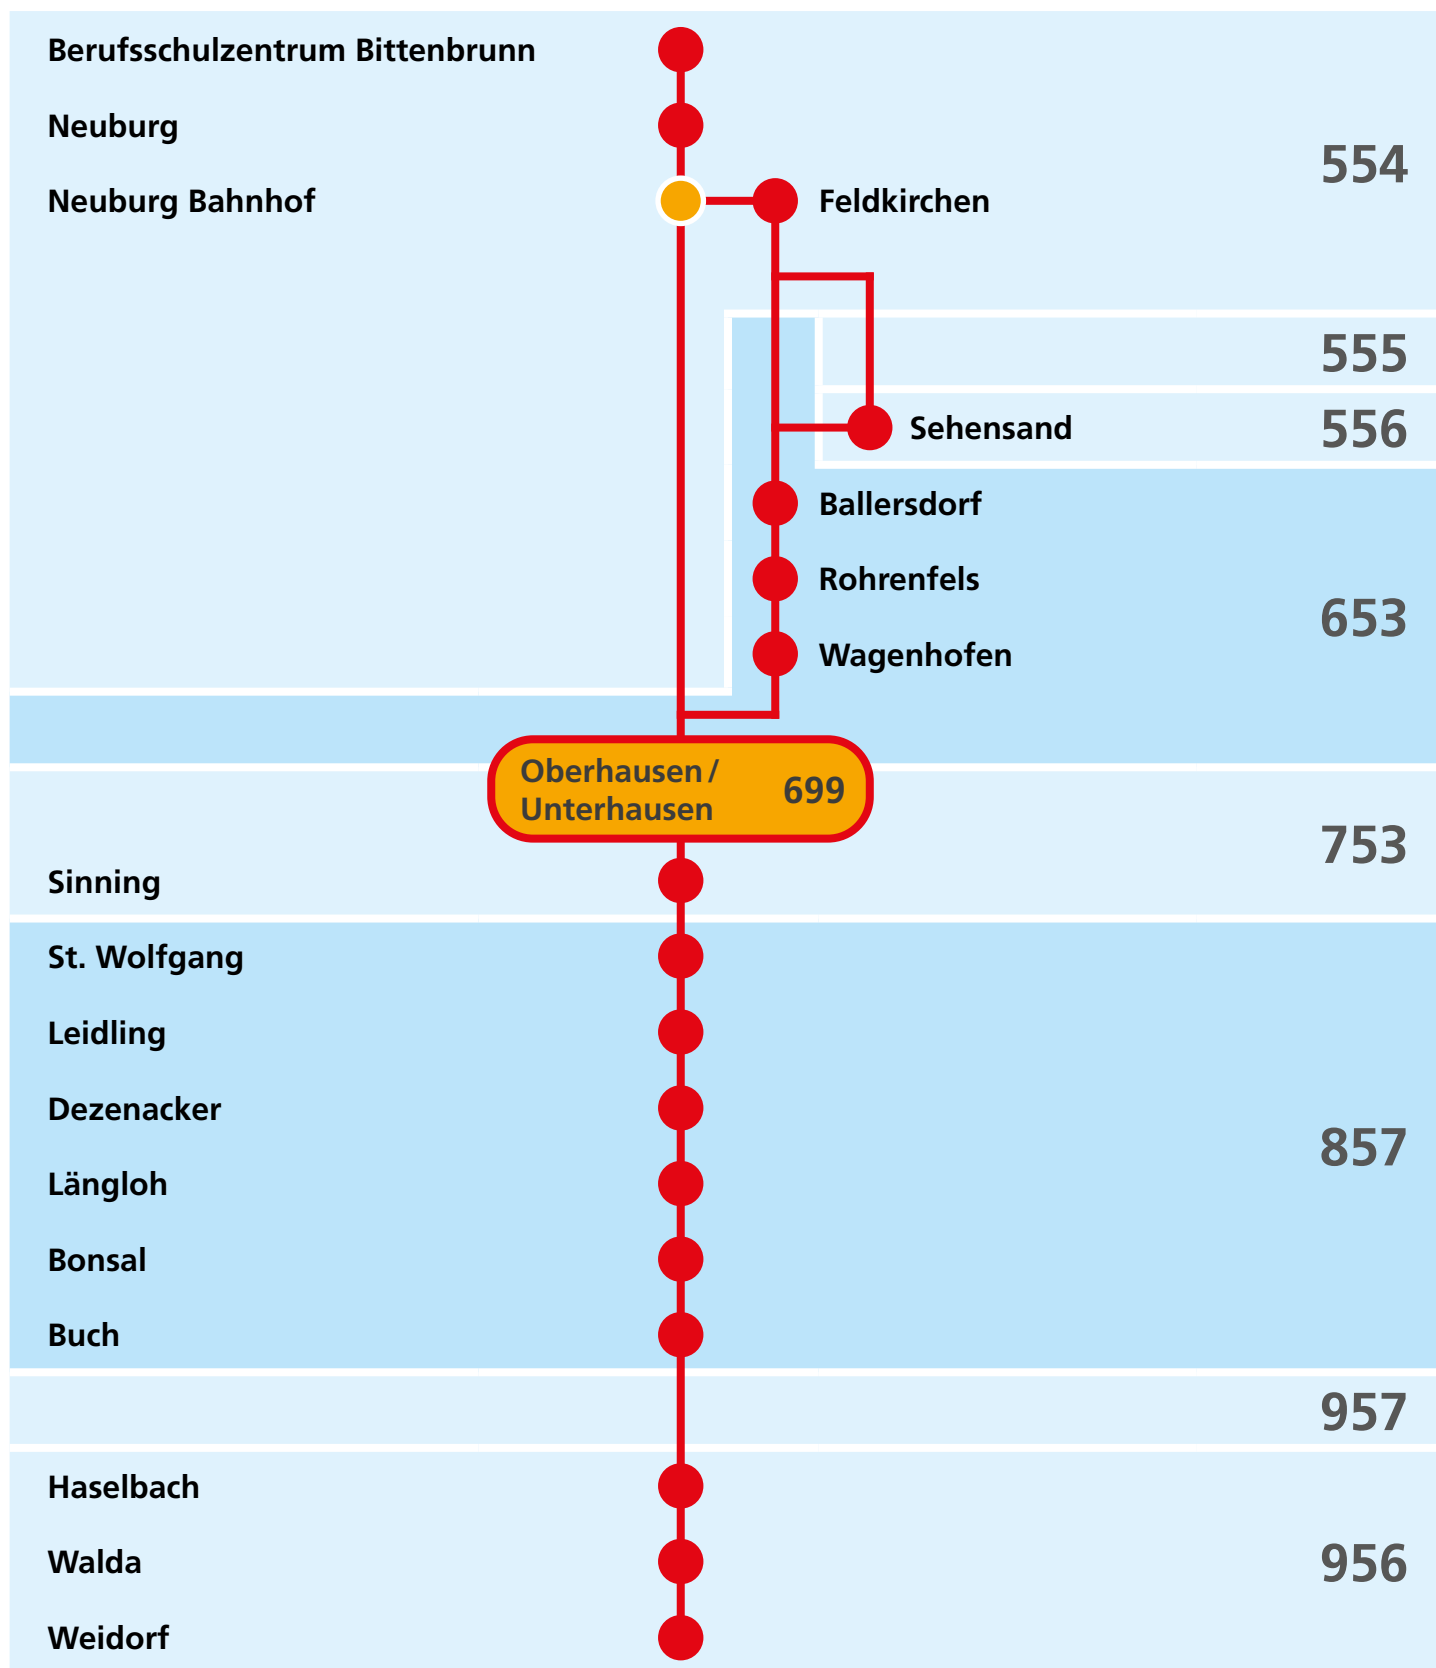 Berufsschulzentrum Bittenbrunn
Neuburg
554
Neuburg Bahnhof
Feldkirchen
555
Sehensand
556
Ballersdorf
Rohrenfels
653
Wagenhofen
Oberhausen/
Unterhausen
699
753
Sinning
St. Wolfgang
Leidling
Dezenacker
857
Längloh
Bonsal
Buch
957
Haselbach
Walda
956
Weidorf